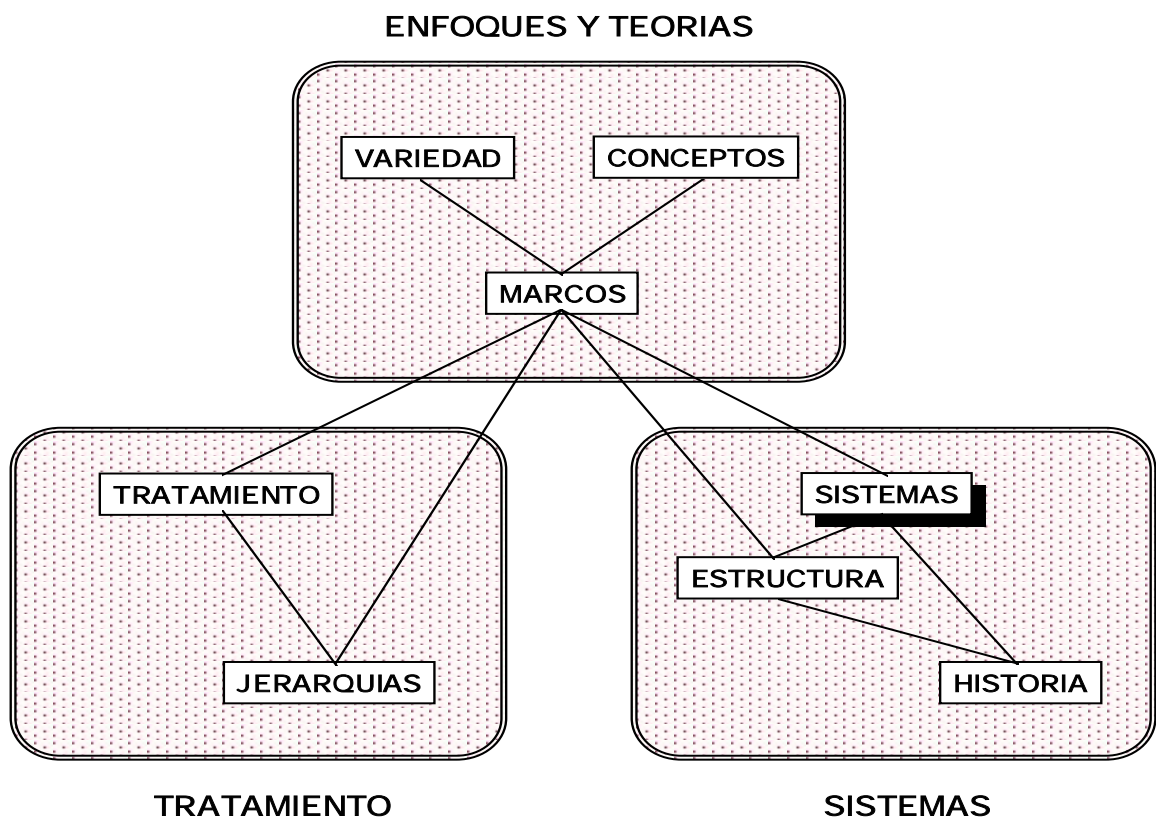 ENFOQUES Y TEORIAS
VARIEDAD
CONCEPTOS
MARCOS
TRATAMIENTO
JERARQUIAS
SISTEMAS
ESTRUCTURA
HISTORIA
TRATAMIENTO
SISTEMAS